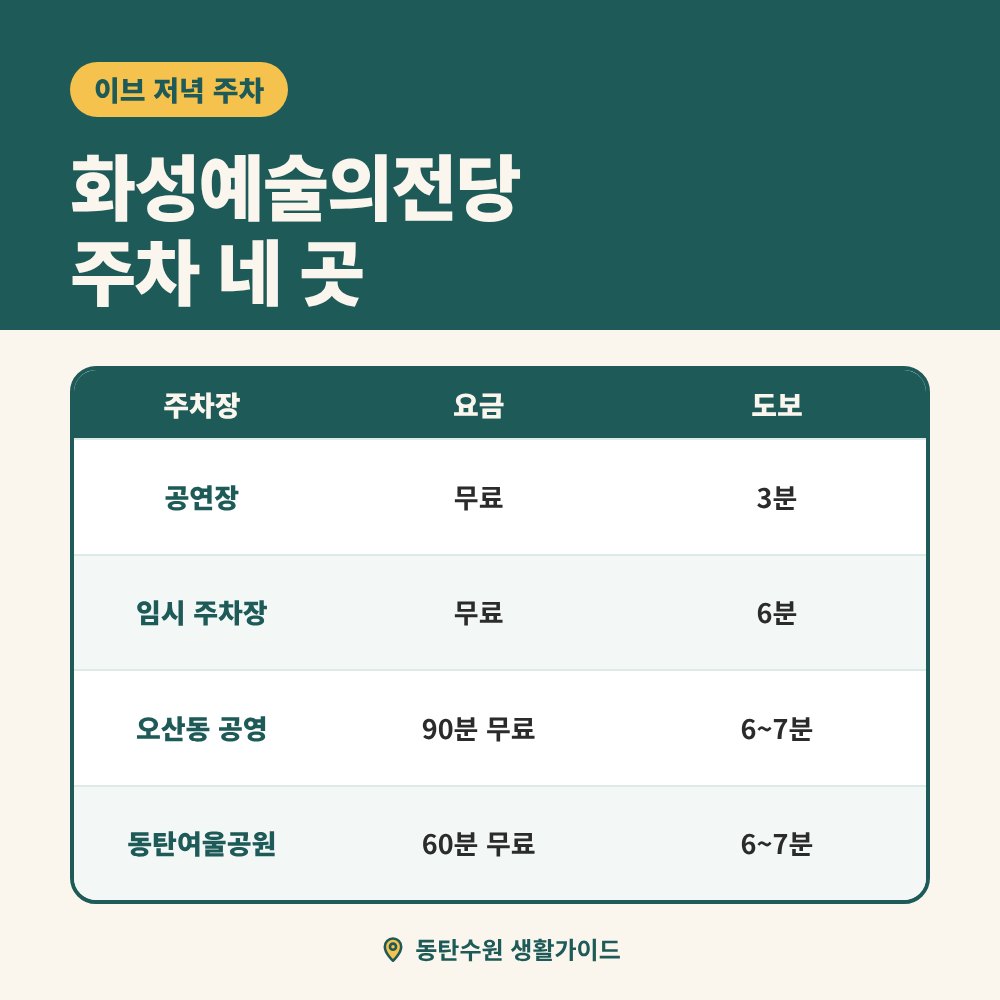 이브 저녁 주차
화성예술의전당
주차 네 곳
주차장 요금 도보
공연장 무료 3분
임시 주차장 무료 6분
오산동 공영 90분 무료 6~7분
동탄여울공원 60분 무료 6~7분
동탄수원 생활가이드